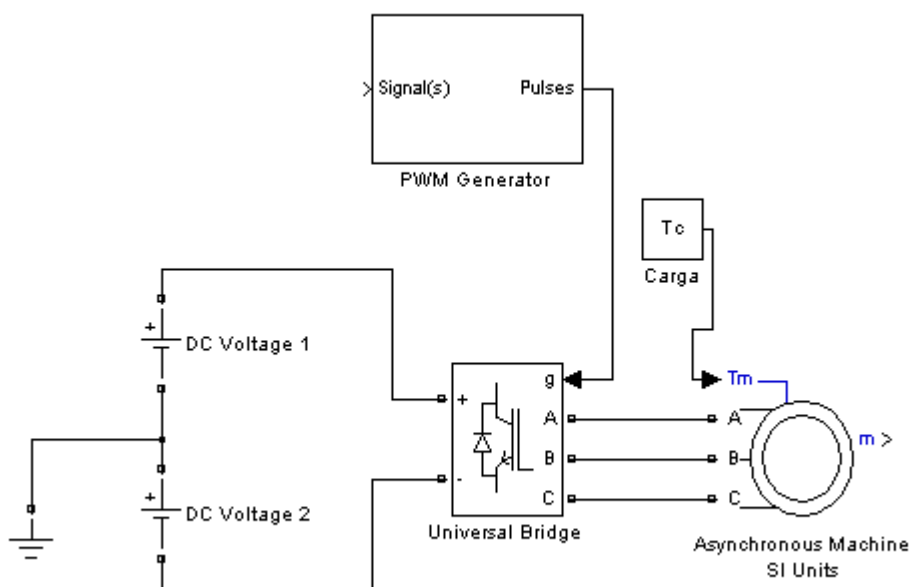 Signal(s) Pulses
PWM Generator
Tc
Carga
+
DC Voltage 1
+
-
g
A
B
C
Universal Bridge
Tm
A
B
C
m
Asynchronous Machine
SI Units
+
DC Voltage 2